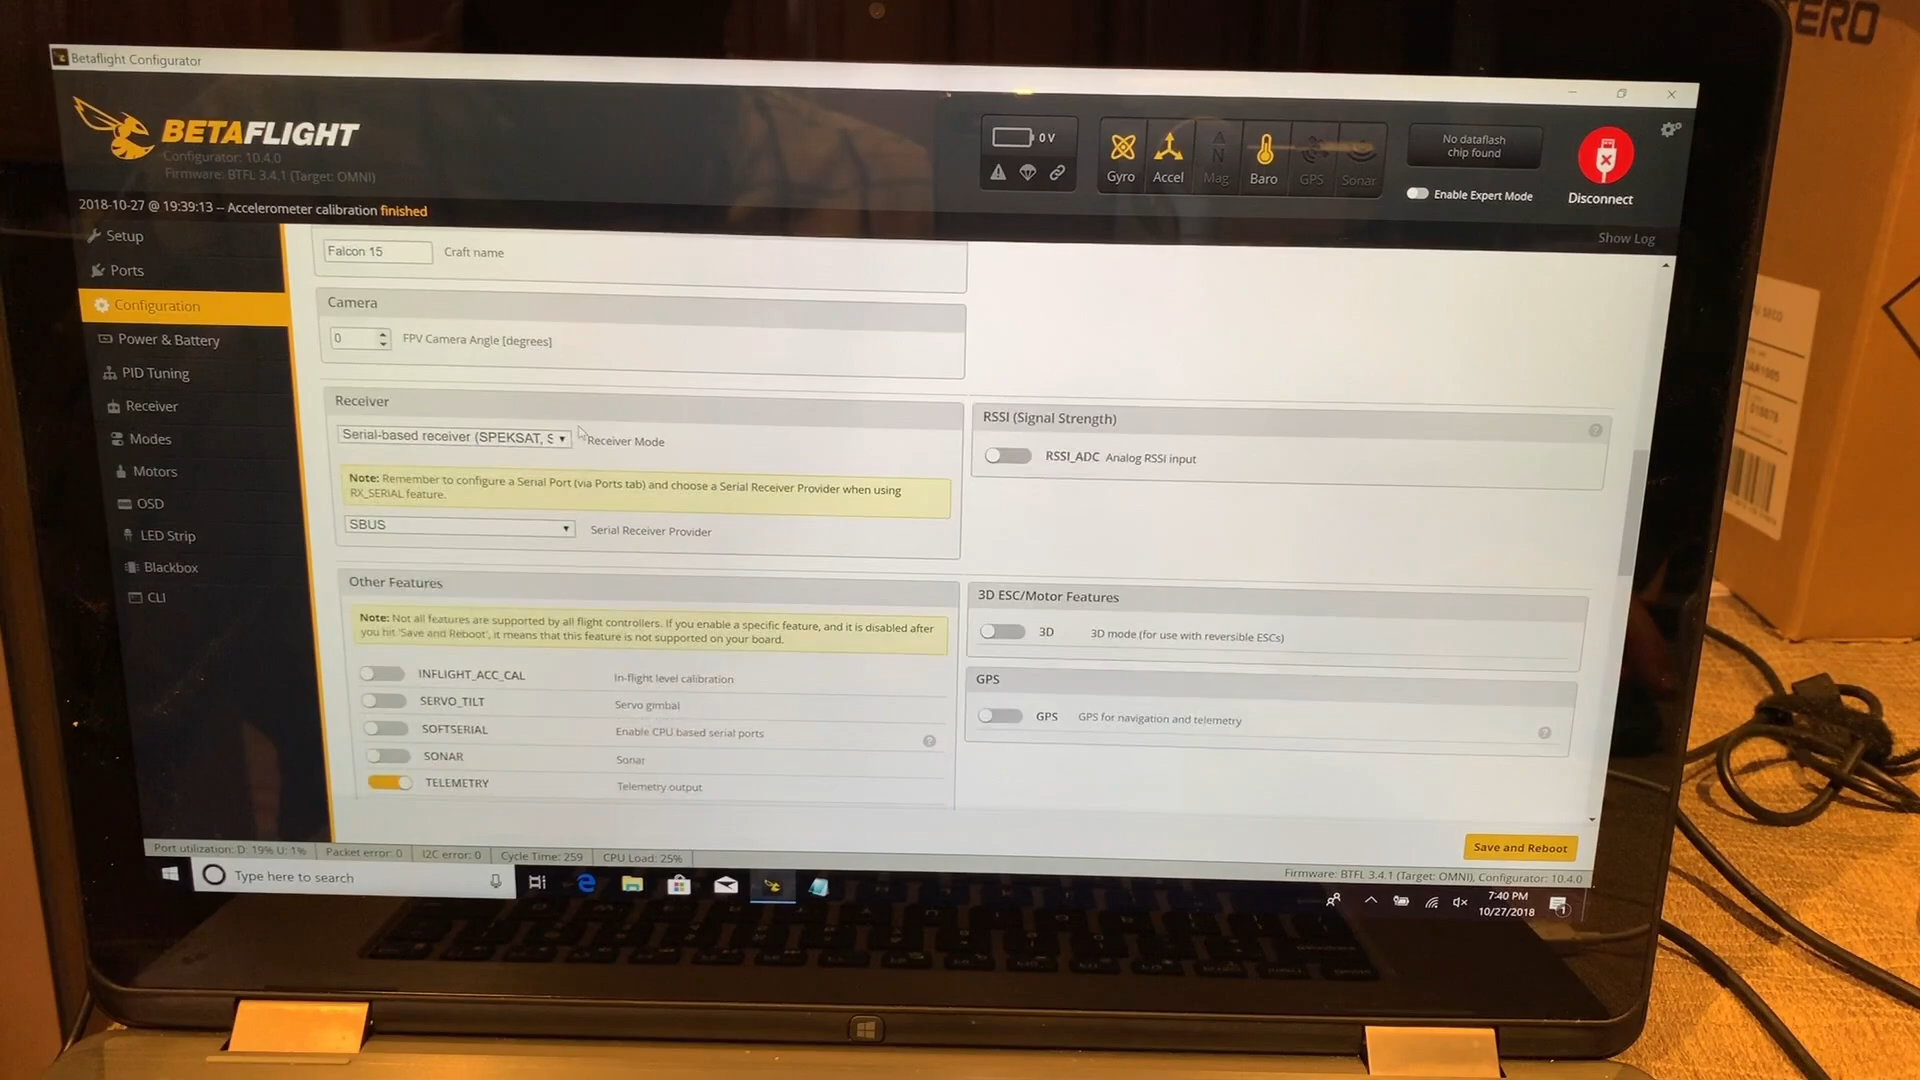 Betaflight Configurator
TERO
BETAFLIGHT
Configurator: 10.4.0
Firmware: BTFL 3.4.1 (Target: OMNI)
0 V
Gyro
Accel
Mag
Baro
GPS
Sonar
No dataflash
chip found
Enable Expert Mode
Disconnect
2018-10-27 @ 19:39:13 -- Accelerometer calibration finished
Show Log
Setup
Ports
Configuration
Power & Battery
PID Tuning
Receiver
Modes
Motors
OSD
LED Strip
Blackbox
CLI
Falcon 15
Craft name
Camera
0
FPV Camera Angle [degrees]
Receiver
Serial-based receiver (SPEKSAT, S
Receiver Mode
Note: Remember to configure a Serial Port (via Ports tab) and choose a Serial Receiver Provider when using
RX_SERIAL feature.
SBUS
Serial Receiver Provider
RSSI (Signal Strength)
RSSI_ADC Analog RSSI input
Other Features
Note: Not all features are supported by all flight controllers. If you enable a specific feature, and it is disabled after
you hit 'Save and Reboot', it means that this feature is not supported on your board.
INFLIGHT_ACC_CAL In-flight level calibration
SERVO_TILT Servo gimbal
SOFTSERIAL Enable CPU based serial ports
SONAR Sonar
TELEMETRY Telemetry output
3D ESC/Motor Features
3D 3D mode (for use with reversible ESCs)
GPS
GPS GPS for navigation and telemetry
Save and Reboot
Port utilization: D: 19% U: 1%
Packet error: 0
I2C error: 0
Cycle Time: 259
CPU Load: 25%
Firmware: BTFL 3.4.1 (Target: OMNI), Configurator: 10.4.0
Type here to search
7:40 PM
10/27/2018
1